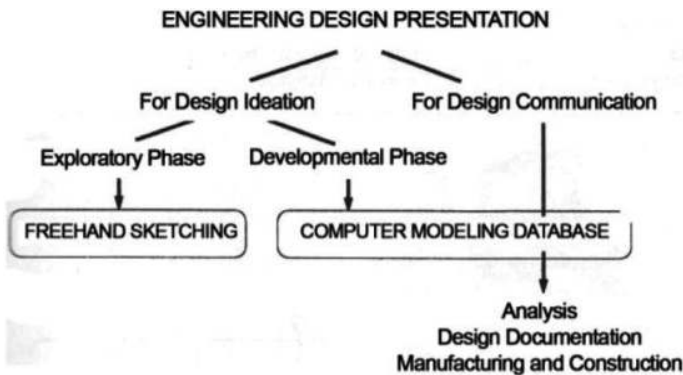 ENGINEERING DESIGN PRESENTATION
For Design Ideation
For Design Communication
Exploratory Phase
Developmental Phase
FREEHAND SKETCHING
COMPUTER MODELING DATABASE
Analysis
Design Documentation
Manufacturing and Construction